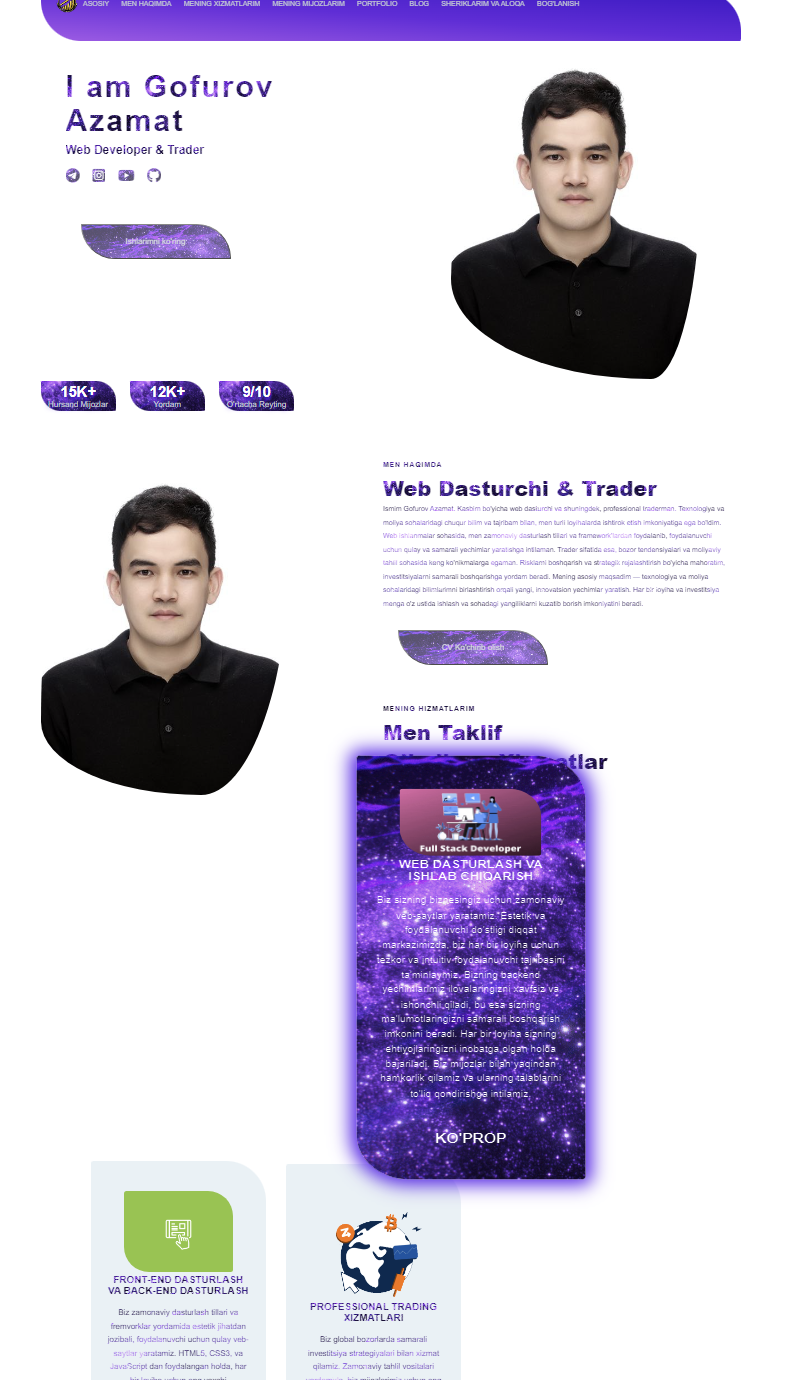 ASOSIY MEN HAQIMDA MENING XIZMATLARIM MENING MIJOZLARIM PORTFOLIO BLOG SHERIKLARIM VA ALOQA BOG'LANISH
I am Gofurov
Azamat
Web Developer & Trader
Ishlarimni ko'ring
15K+ 12K+ 9/10
Hursand Mijozlar Yordam O'rtacha Reyting
MEN HAQIMDA
Web Dasturchi & Trader
Ismim Gofurov Azamat. Kasbim bo'yicha web dasturchi va shuningdek, professional traderman. Texnologiya va
moliya sohalaridagi chuqur bilim va tajribam bilan, men turli loyihalarda ishtirok etish imkoniyatiga ega bo'ldim.
Web ishlanmalar sohasida, men zamonaviy dasturlash tillari va framework'lardan foydalanib, foydalanuvchi
uchun qulay va samarali yechimlar yaratishga intilaman. Trader sifatida esa, bozor tendensiyalari va moliyaviy
tahlil sohasida keng ko'nikmalarga egaman. Risklarni boshqarish va strategik rejalashtirish bo'yicha mahoratim,
investitsiyalarni samarali boshqarishga yordam beradi. Mening asosiy maqsadim — texnologiya va moliya
sohalaridagi bilimlarimni birlashtirish orqali yangi, innovatsion yechimlar yaratish. Har bir loyiha va investitsiya
menga o'z ustida ishlash va sohadagi yangiliklarni kuzatib borish imkoniyatini beradi.
CV Ko'chirib olish
MENING HIZMATLARIM
Men Taklif
Full Stack Developer
WEB DASTURLASH VA
ISHLAB CHIQARISH
Biz sizning biznesingiz uchun zamonaviy
veb-saytlar yaratamiz. Estetik va
foydalanuvchi do'stligi diqqat
markazimizda, biz har bir loyiha uchun
tezkor va intuitiv foydalanuvchi tajribasini
ta'minlaymiz. Bizning backend
yechimlarimiz ilovalaringizni xavfsiz va
ishonchli qiladi, bu esa sizning
ma'lumotlaringizni samarali boshqarish
imkonini beradi. Har bir loyiha sizning
ehtiyojlaringizni inobatga olgan holda
bajariladi. Biz mijozlar bilan yaqindan
hamkorlik qilamiz va ularning talablarini
to'liq qondirishga intilamiz.
KO'PROP
FRONT-END DASTURLASH
VA BACK-END DASTURLASH
Biz zamonaviy dasturlash tillari va
fremvorklar yordamida estetik jihatdan
jozibali, foydalanuvchi uchun qulay veb-
saytlar yaratamiz. HTML5, CSS3, va
JavaScript dan foydalangan holda, har
PROFESSIONAL TRADING
XIZMATLARI
Biz global bozorlarda samarali
investitsiya strategiyalari bilan xizmat
qilamiz. Zamonaviy tahlil vositalari